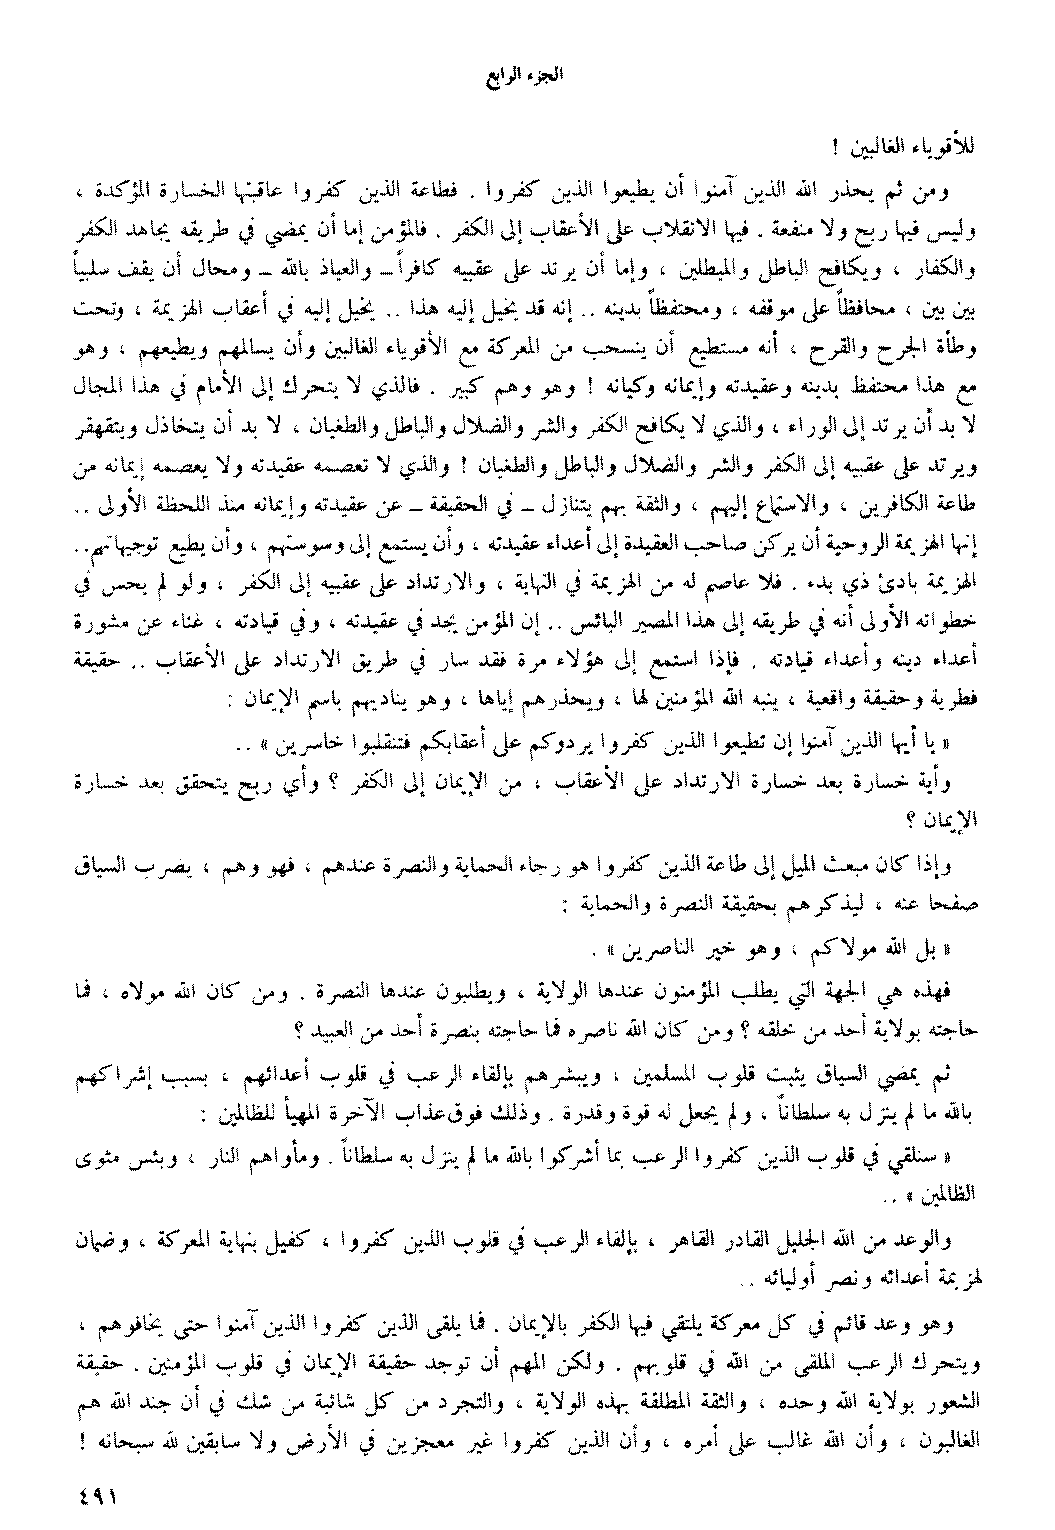 الجزء الرابع
للأقوياء الغالبين !
ومن ثم يحذر الله الذين آمنوا أن يطيعوا الذين كفروا . فطاعة الذين كفروا عاقبتها الخسارة المؤكدة ،
وليس فيها ربح ولا منفعة . فيها الانقلاب على الأعقاب إلى الكفر . فالمؤمن إما أن يمضي في طريقه يجاهد الكفر
والكفار ، ويكافح الباطل والمبطلين ، وإما أن يرتد على عقبيه كافراً – والعياذ بالله – ومحال أن يقف سلبياً
بين بين ، محافظاً على موقفه ، ومحتفظاً بدينه .. إنه قد يخيل إليه هذا .. يخيل إليه في أعقاب الهزيمة ، وتحت
وطأة الجرح والقرح ، أنه مستطيع أن ينسحب من المعركة مع الأقوياء الغالبين وأن يسالمهم ويطيعهم ، وهو
مع هذا محتفظ بدينه وعقيدته وإيمانه وكيانه ! وهو وهم كبير . فالذي لا يتحرك إلى الأمام في هذا المجال
لا بد أن يرتد إلى الوراء ، والذي لا يكافح الكفر والشر والضلال والباطل والطغيان ، لا بد أن يتخاذل ويتقهقر
ويرتد على عقبيه إلى الكفر والشر والضلال والباطل والطغيان ! والذي لا تعصمه عقيدته ولا يعصمه إيمانه من
طاعة الكافرين ، والاستماع إليهم ، والثقة بهم يتنازل – في الحقيقة – عن عقيدته وإيمانه منذ اللحظة الأولى ..
إنها الهزيمة الروحية أن يركن صاحب العقيدة إلى أعداء عقيدته ، وأن يستمع إلى وسوستهم ، وأن يطيع توجيهاتهم..
الهزيمة بادئ ذي بدء . فلا عاصم له من الهزيمة في النهاية ، والارتداد على عقبيه إلى الكفر ، ولو لم يحس في
خطواته الأولى أنه في طريقه إلى هذا المصير البائس .. إن المؤمن يجد في عقيدته ، وفي قيادته ، غناء عن مشورة
أعداء دينه وأعداء قيادته . فإذا استمع إلى هؤلاء مرة فقد سار في طريق الارتداد على الأعقاب .. حقيقة
فطرية وحقيقة واقعية ، ينبه الله المؤمنين لها ، ويحذرهم إياها ، وهو يناديهم باسم الإيمان :
« يا أيها الذين آمنوا إن تطيعوا الذين كفروا يردوكم على أعقابكم فتنقلبوا خاسرين » ..
وأية خسارة بعد خسارة الارتداد على الأعقاب ، من الإيمان إلى الكفر ؟ وأي ربح يتحقق بعد خسارة
الإيمان ؟
وإذا كان مبعث الميل إلى طاعة الذين كفروا هو رجاء الحماية والنصرة عندهم ، فهو وهم ، يضرب السياق
صفحا عنه ، ليذكرهم بحقيقة النصرة والحماية :
« بل الله مولاكم ، وهو خير الناصرين » .
فهذه هي الجهة التي يطلب المؤمنون عندها الولاية ، ويطلبون عندها النصرة . ومن كان الله مولاه ، فما
حاجته بولاية أحد من خلقه ؟ ومن كان الله ناصره فما حاجته بنصرة أحد من العبيد ؟
ثم يمضي السياق يثبت قلوب المسلمين ، ويبشرهم بإلقاء الرعب في قلوب أعدائهم ، بسبب إشراكهم
بالله ما لم ينزل به سلطاناً ، ولم يجعل له قوة وقدرة . وذلك فوق عذاب الآخرة المهيأ للظالمين :
« سنلقي في قلوب الذين كفروا الرعب بما أشركوا بالله ما لم ينزل به سلطاناً . ومأواهم النار ، وبئس مثوى
الظالمين » ..
والوعد من الله الجليل القادر القاهر ، بإلقاء الرعب في قلوب الذين كفروا ، كفيل بنهاية المعركة ، وضمان
لهزيمة أعدائه ونصر أوليائه ..
وهو وعد قائم في كل معركة يلتقي فيها الكفر بالإيمان . فما يلقى الذين كفروا الذين آمنوا حتى يخافوهم ،
ويتحرك الرعب الملقى من الله في قلوبهم . ولكن المهم أن توجد حقيقة الإيمان في قلوب المؤمنين . حقيقة
الشعور بولاية الله وحده ، والثقة المطلقة بهذه الولاية ، والتجرد من كل شائبة من شك في أن جند الله هم
الغالبون ، وأن الله غالب على أمره ، وأن الذين كفروا غير معجزين في الأرض ولا سابقين لله سبحانه !
٤٩١